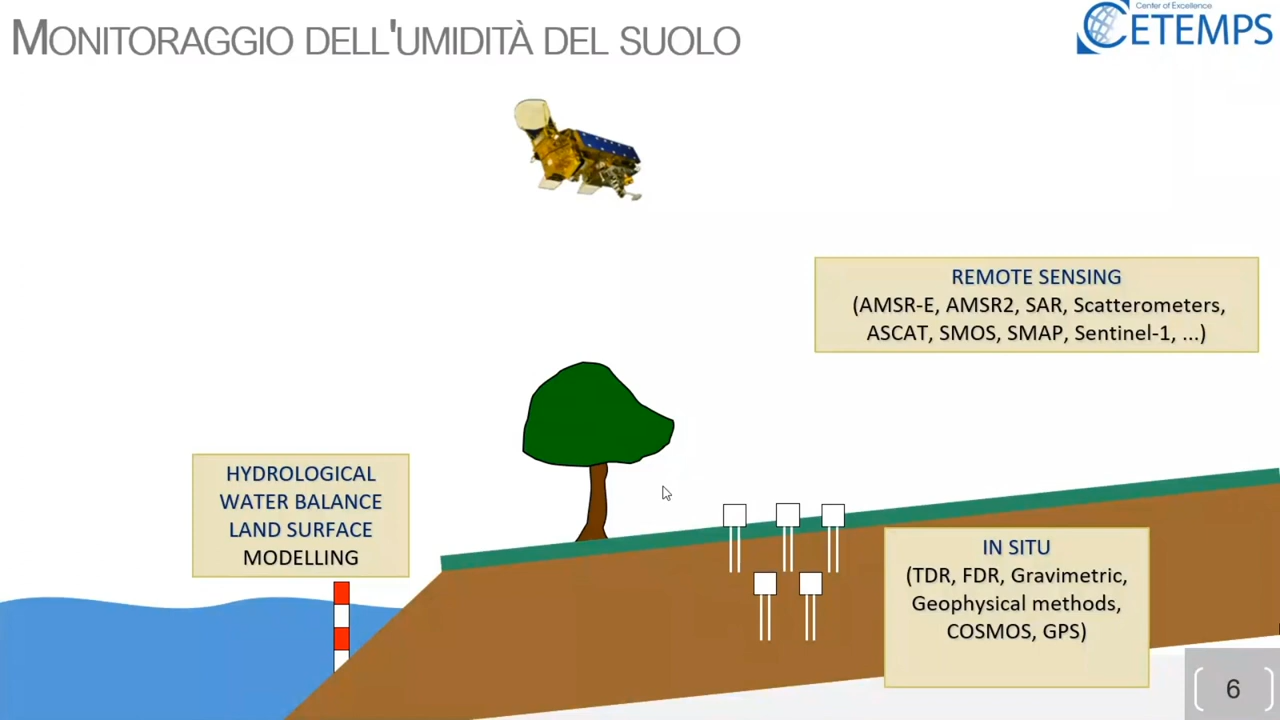 MONITORAGGIO DELL'UMIDITÀ DEL SUOLO
Center of Excellence
CETEMPS
REMOTE SENSING
(AMSR-E, AMSR2, SAR, Scatterometers,
ASCAT, SMOS, SMAP, Sentinel-1, ...)
HYDROLOGICAL
WATER BALANCE
LAND SURFACE
MODELLING
IN SITU
(TDR, FDR, Gravimetric,
Geophysical methods,
COSMOS, GPS)
6